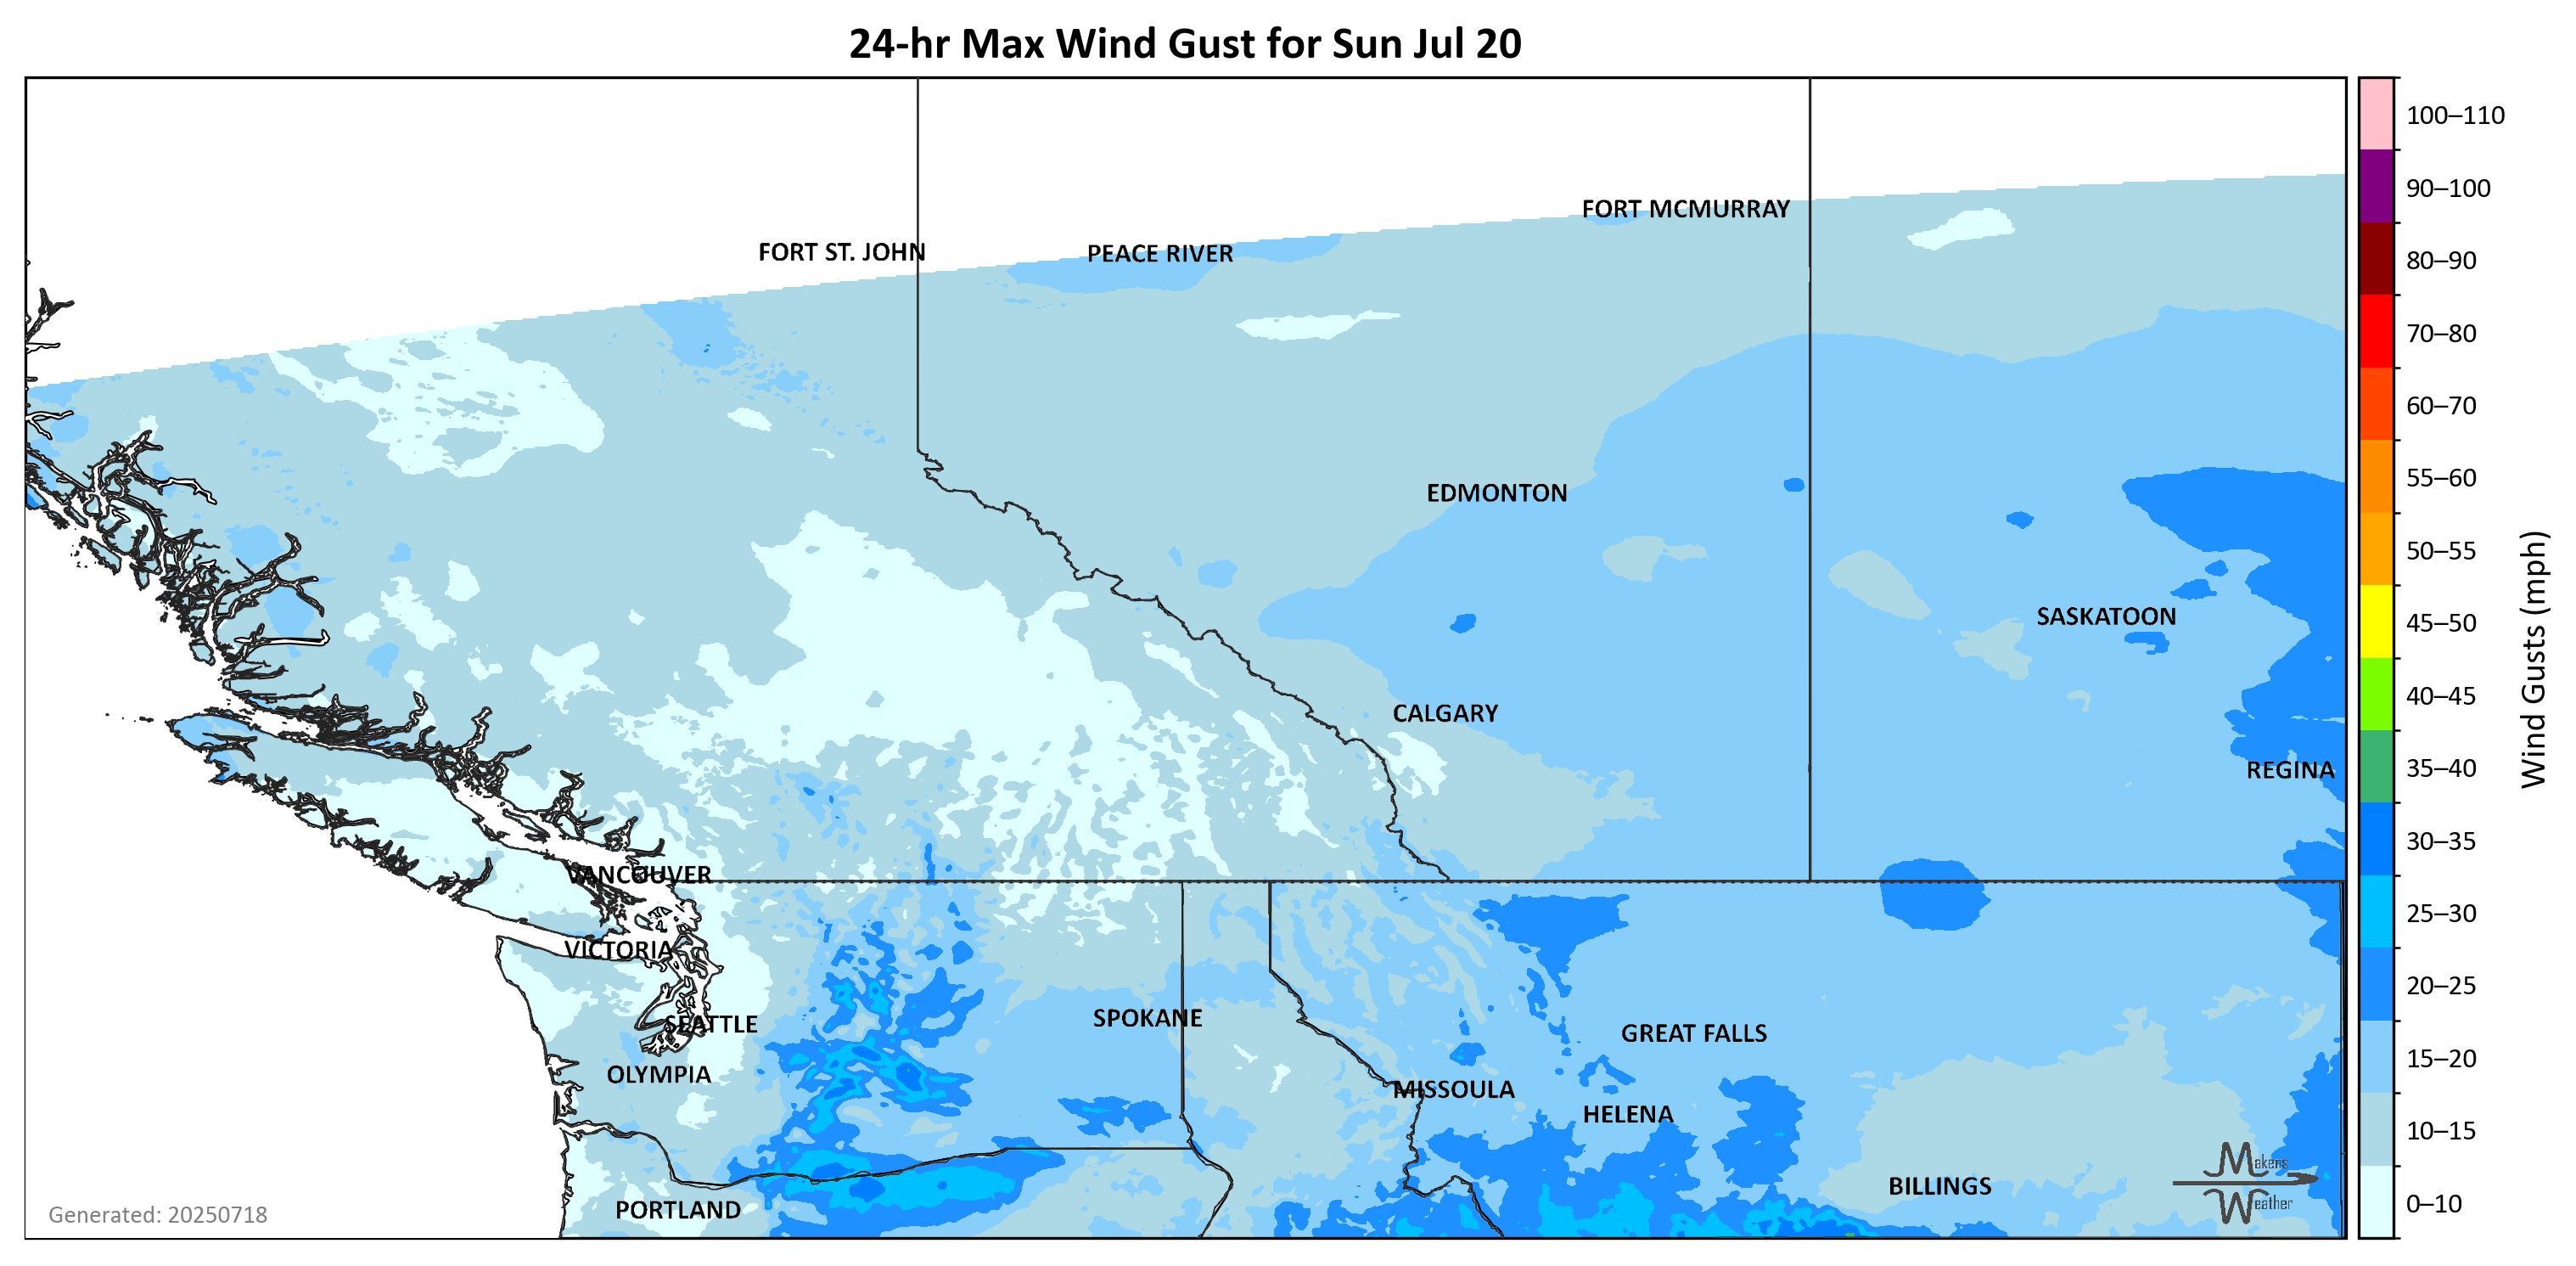 24-hr Max Wind Gust for Sun Jul 20
FORT MCMURRAY
FORT ST. JOHN
PEACE RIVER
EDMONTON
SASKATOON
CALGARY
REGINA
VANCOUVER
VICTORIA
SEATTLE
SPOKANE
GREAT FALLS
OLYMPIA
MISSOULA
HELENA
BILLINGS
PORTLAND
Makers
Weather
Generated: 20250718
100–110
90–100
80–90
70–80
60–70
55–60
50–55
45–50
40–45
35–40
30–35
25–30
20–25
15–20
10–15
0–10
Wind Gusts (mph)